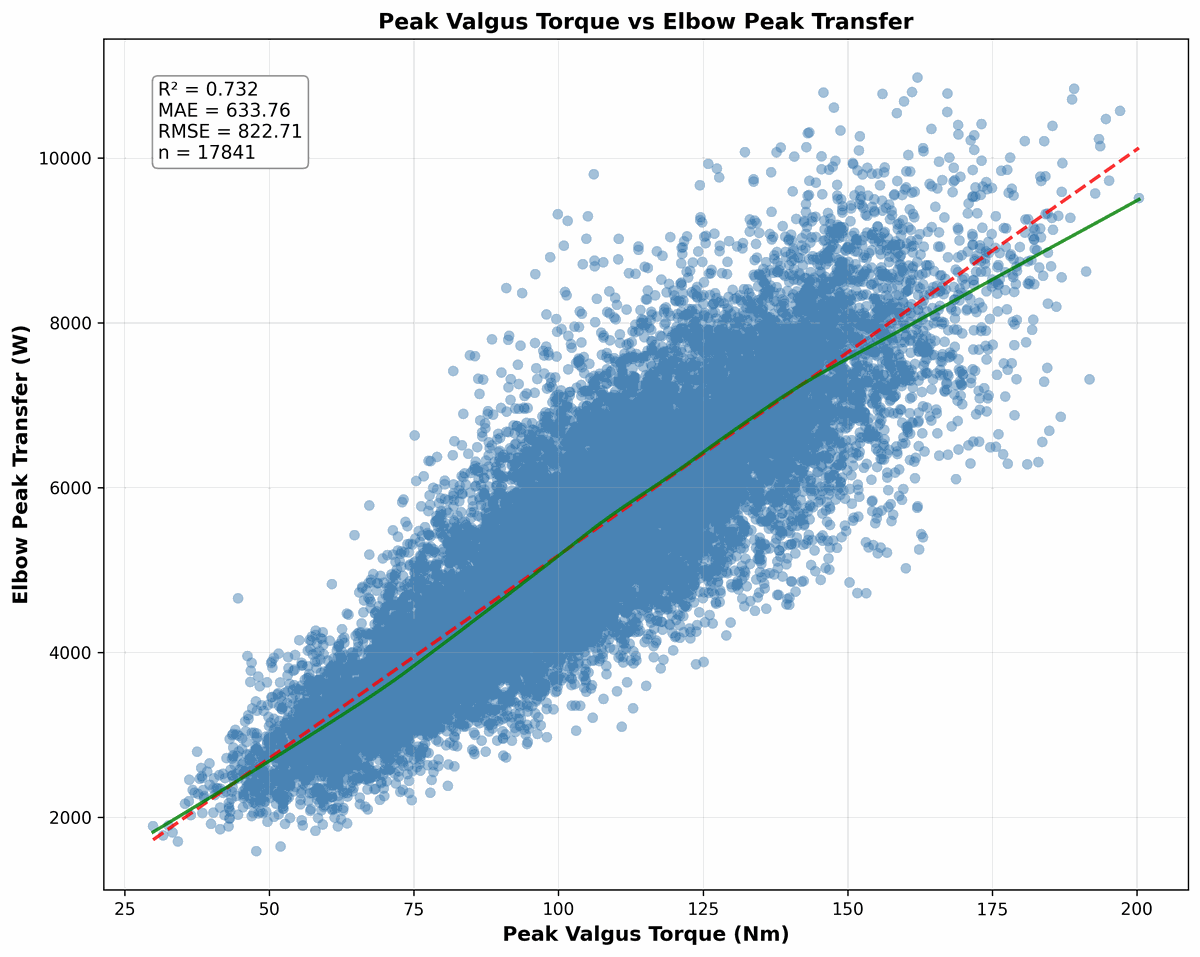 Peak Valgus Torque vs Elbow Peak Transfer
R² = 0.732
MAE = 633.76
RMSE = 822.71
n = 17841
Elbow Peak Transfer (W)
10000
8000
6000
4000
2000
25 50 75 100 125 150 175 200
Peak Valgus Torque (Nm)